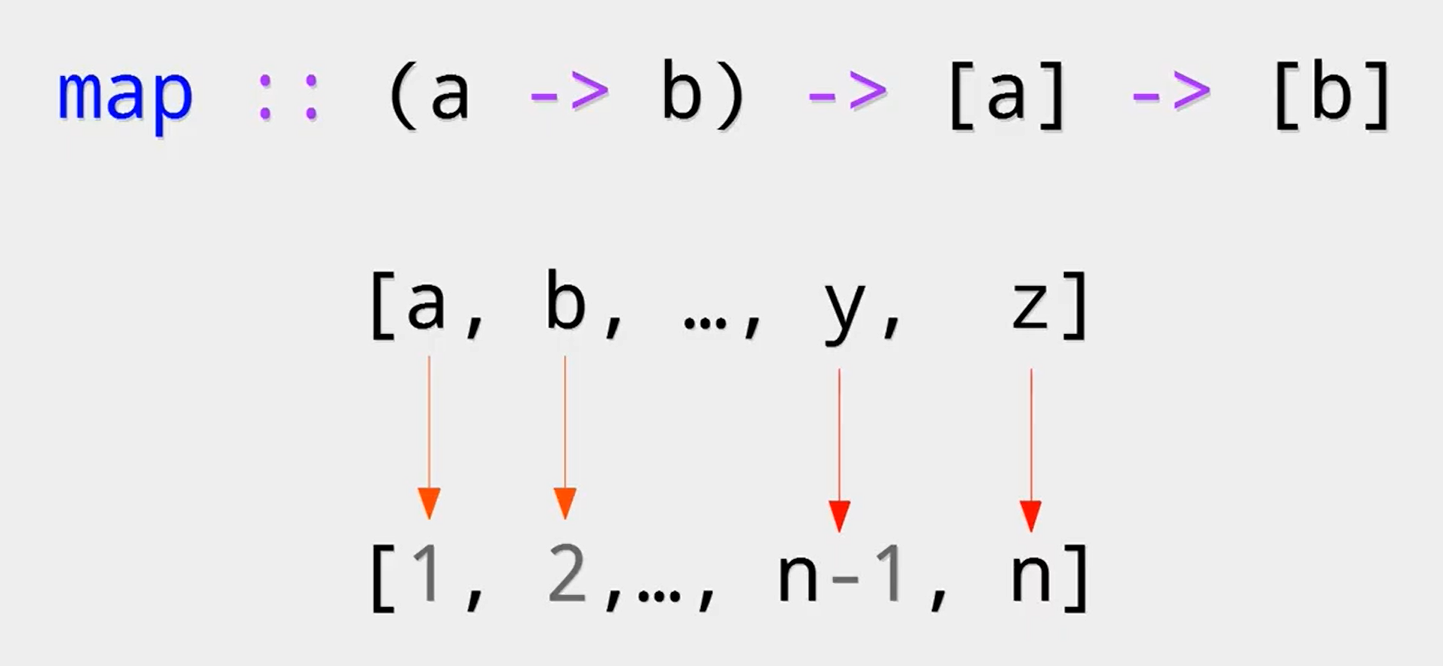 map :: (a -> b) -> [a] -> [b]
[a, b, …, y, z]
[1, 2,…, n-1, n]